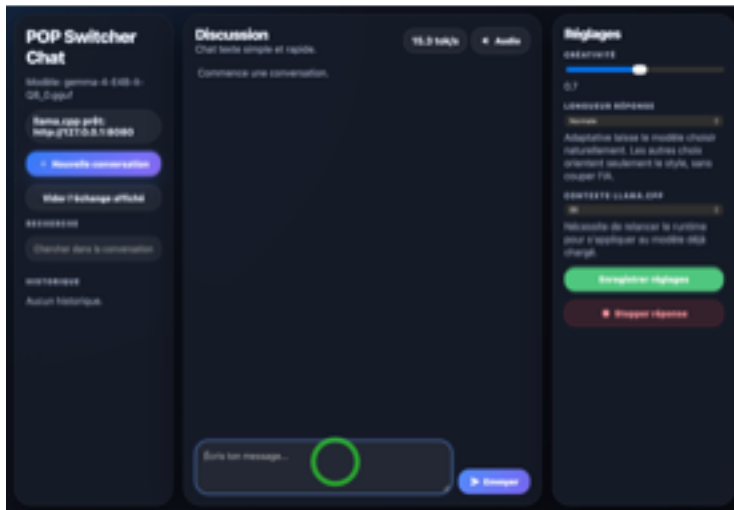 POP Switcher
Chat
Modèle: gemma-4-E4B-it-
Q8_0.gguf
llama.cpp prêt:
http://127.0.0.1:8080
Nouvelle conversation
Vider l'échange affiché
RECHERCHE
Chercher dans la conversation
HISTORIQUE
Aucun historique.
Discussion
Chat texte simple et rapide.
15.3 tok/s
Audio
Commence une conversation.
Écris ton message...
Envoyer
Réglages
CRÉATIVITÉ
0.7
LONGUEUR RÉPONSE
Normale
Adaptative laisse le modèle choisir
naturellement. Les autres choix
orientent seulement le style, sans
couper l'IA.
CONTEXTE LLAMA.CPP
Nécessite de relancer le runtime
pour s'appliquer au modèle déjà
chargé.
Enregistrer réglages
Stopper réponse